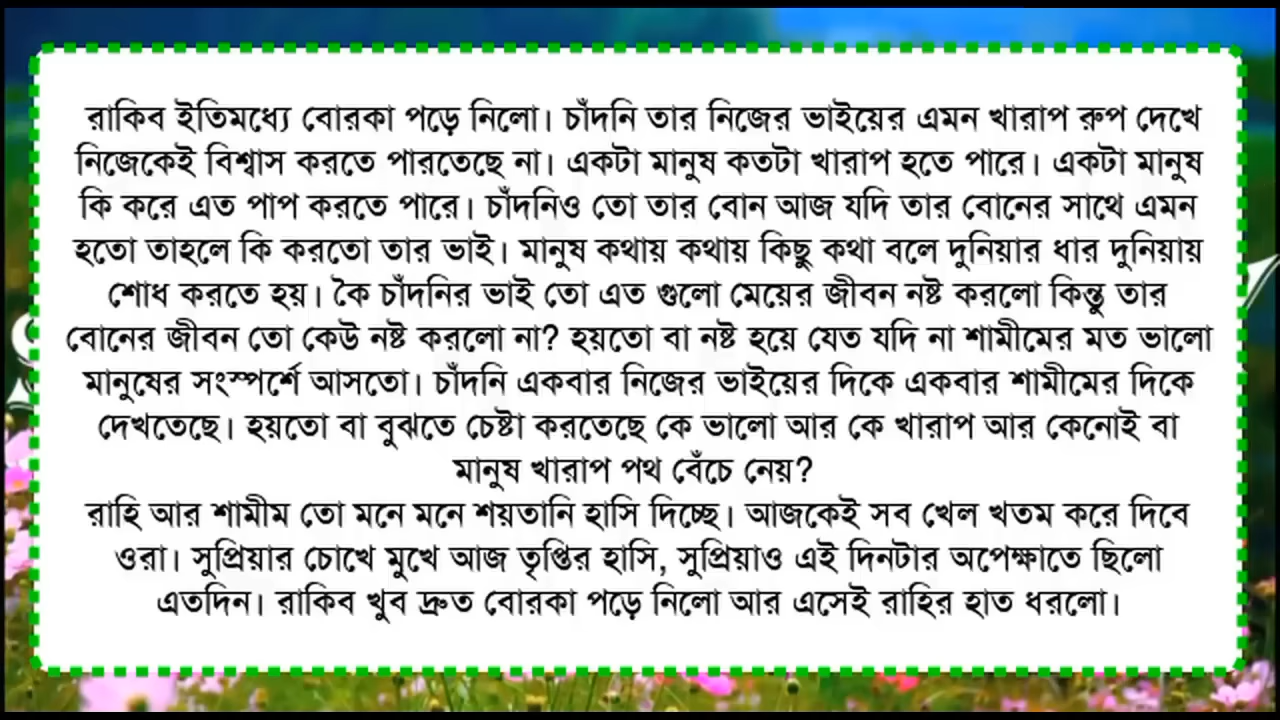 রাকিব ইতিমধ্যে বোরকা পড়ে নিলো। চাঁদনি তার নিজের ভাইয়ের এমন খারাপ রুপ দেখে
নিজেকেই বিশ্বাস করতে পারতেছে না। একটা মানুষ কতটা খারাপ হতে পারে। একটা মানুষ
কি করে এত পাপ করতে পারে। চাঁদনিও তো তার বোন আজ যদি তার বোনের সাথে এমন
হতো তাহলে কি করতো তার ভাই। মানুষ কথায় কথায় কিছু কথা বলে দুনিয়ার ধার দুনিয়ায়
শোধ করতে হয়। কৈ চাঁদনির ভাই তো এত গুলো মেয়ের জীবন নষ্ট করলো কিন্তু তার
বোনের জীবন তো কেউ নষ্ট করলো না? হয়তো বা নষ্ট হয়ে যেত যদি না শামীমের মত ভালো
মানুষের সংস্পর্শে আসতো। চাঁদনি একবার নিজের ভাইয়ের দিকে একবার শামীমের দিকে
দেখতেছে। হয়তো বা বুঝতে চেষ্টা করতেছে কে ভালো আর কে খারাপ আর কেনোই বা
মানুষ খারাপ পথ বেঁচে নেয়?
রাহি আর শামীম তো মনে মনে শয়তানি হাসি দিচ্ছে। আজকেই সব খেল খতম করে দিবে
ওরা। সুপ্রিয়ার চোখে মুখে আজ তৃপ্তির হাসি, সুপ্রিয়াও এই দিনটার অপেক্ষাতে ছিলো
এতদিন। রাকিব খুব দ্রুত বোরকা পড়ে নিলো আর এসেই রাহির হাত ধরলো।